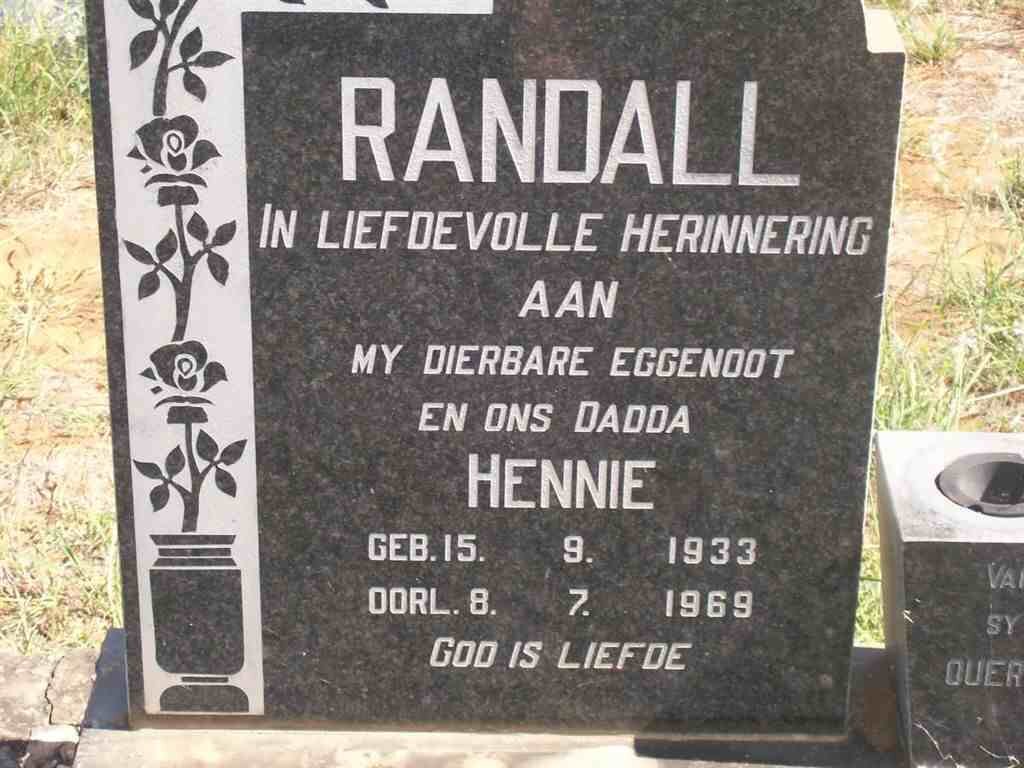 RANDALL
IN LIEFDEVOLLE HERINNERING
AAN
MY DIERBARE EGGENOOT
EN ONS DADDA
HENNIE
GEB. 15. 9. 1933
OORL. 8. 7. 1969
GOD IS LIEFDE
SY